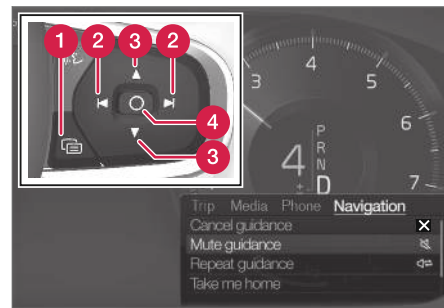 1 2 3 2
4
3
3 4 5 6 7
P
R
N
D
4
±
Trip Media Phone Navigation
Cancel guidance
Mute guidance
Repeat guidance
Take me home